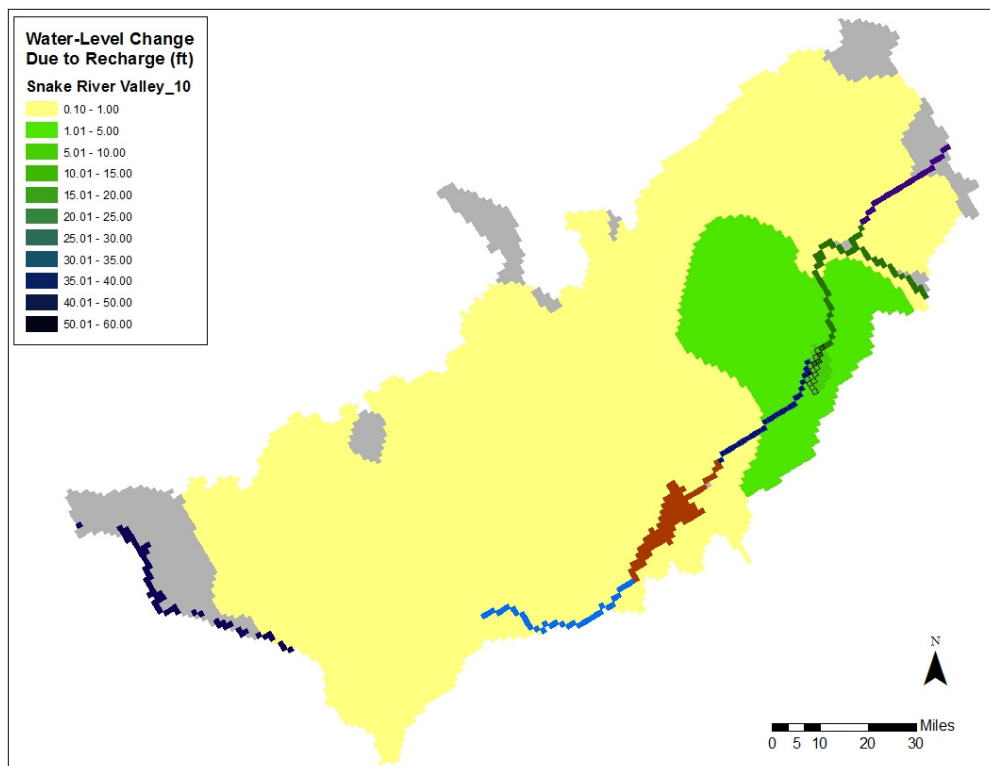 Water-Level Change
Due to Recharge (ft)
Snake River Valley_10
0.10 - 1.00
1.01 - 5.00
5.01 - 10.00
10.01 - 15.00
15.01 - 20.00
20.01 - 25.00
25.01 - 30.00
30.01 - 35.00
35.01 - 40.00
40.01 - 50.00
50.01 - 60.00
N
Miles
0 5 10 20 30